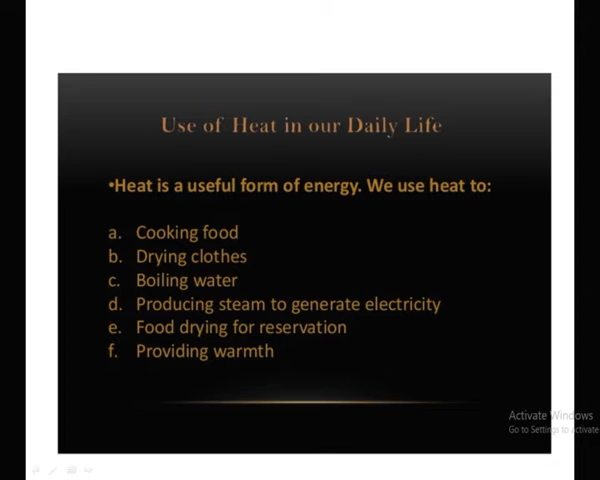 Use of Heat in our Daily Life
•Heat is a useful form of energy. We use heat to:
a. Cooking food
b. Drying clothes
c. Boiling water
d. Producing steam to generate electricity
e. Food drying for reservation
f. Providing warmth
Activate Windows
Go to Settings to activate